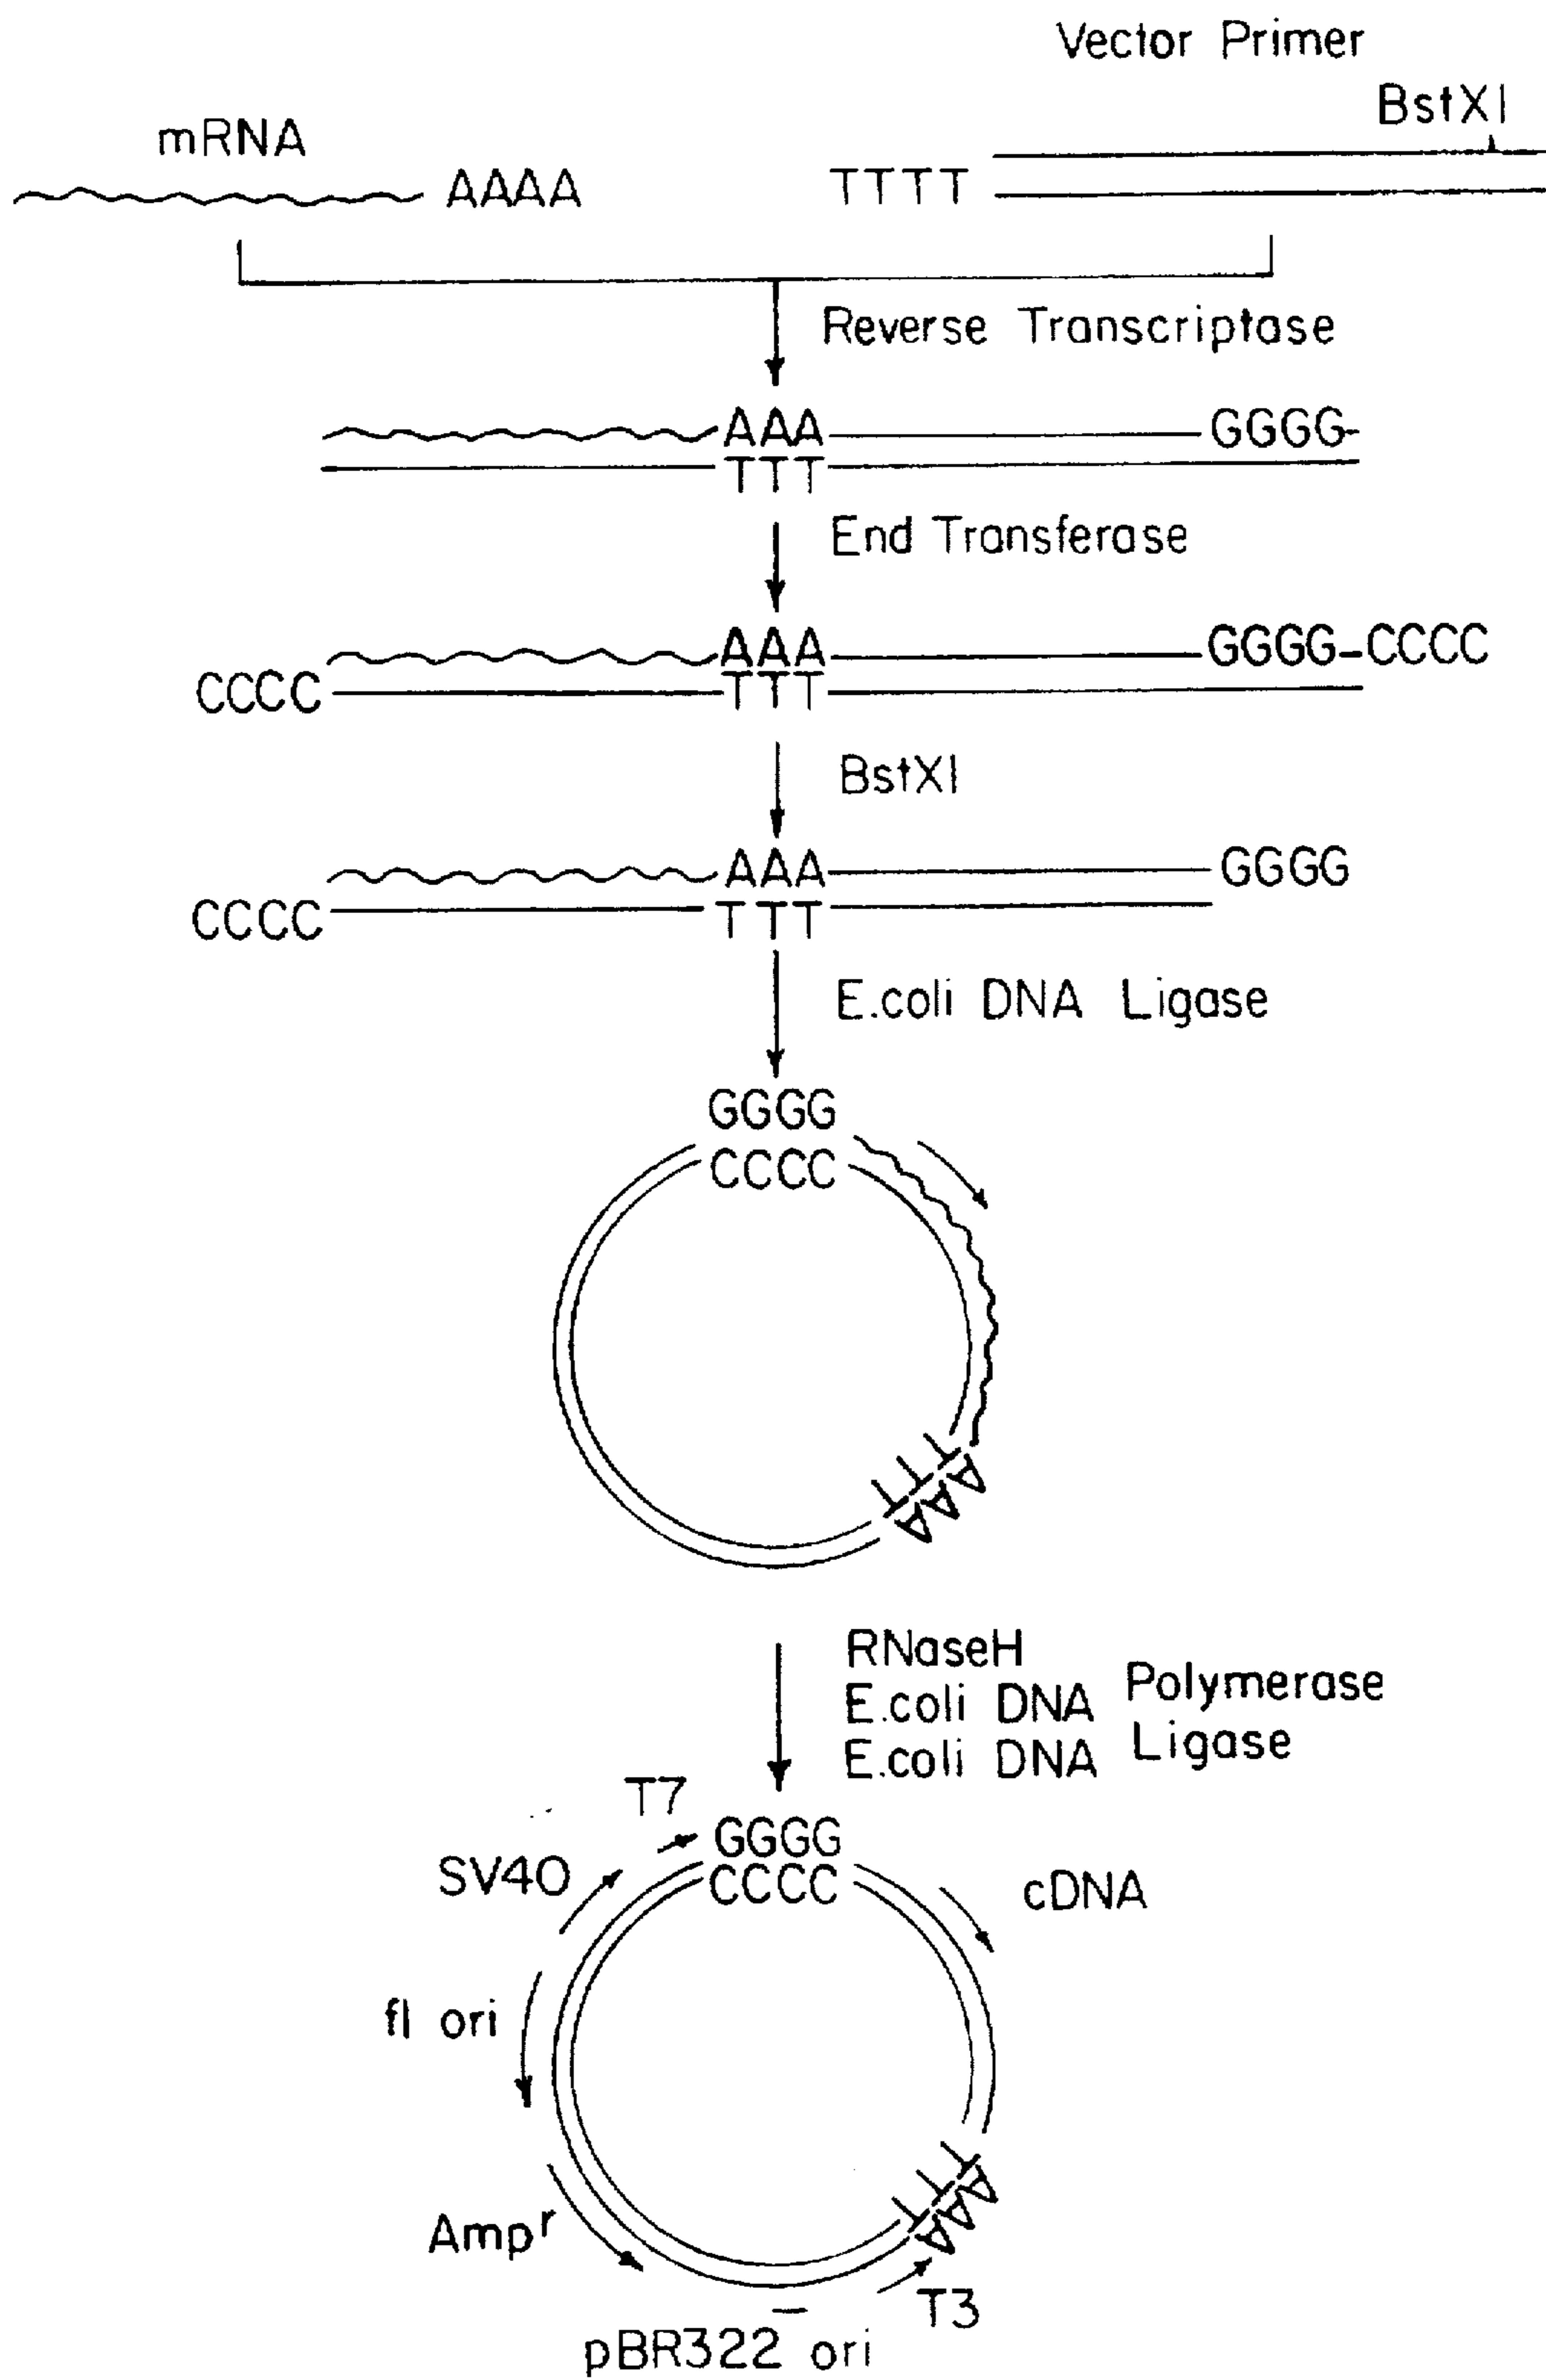 Vector Primer
BstXI
mRNA
AAAA
TTTT
Reverse Transcriptase
AAA GGGG-
TTT
End Transferase
AAA GGGG-CCCC
CCCC TTT
BstXI
AAA GGGG
CCCC TTT
E.coli DNA Ligase
GGGG
CCCC
TTT
AAA
RNaseH
E.coli DNA Polymerase
E.coli DNA Ligase
T7
GGGG
CCCC
SV40
cDNA
f1 ori
TTT
AAA
Ampr
T3
pBR322 ori